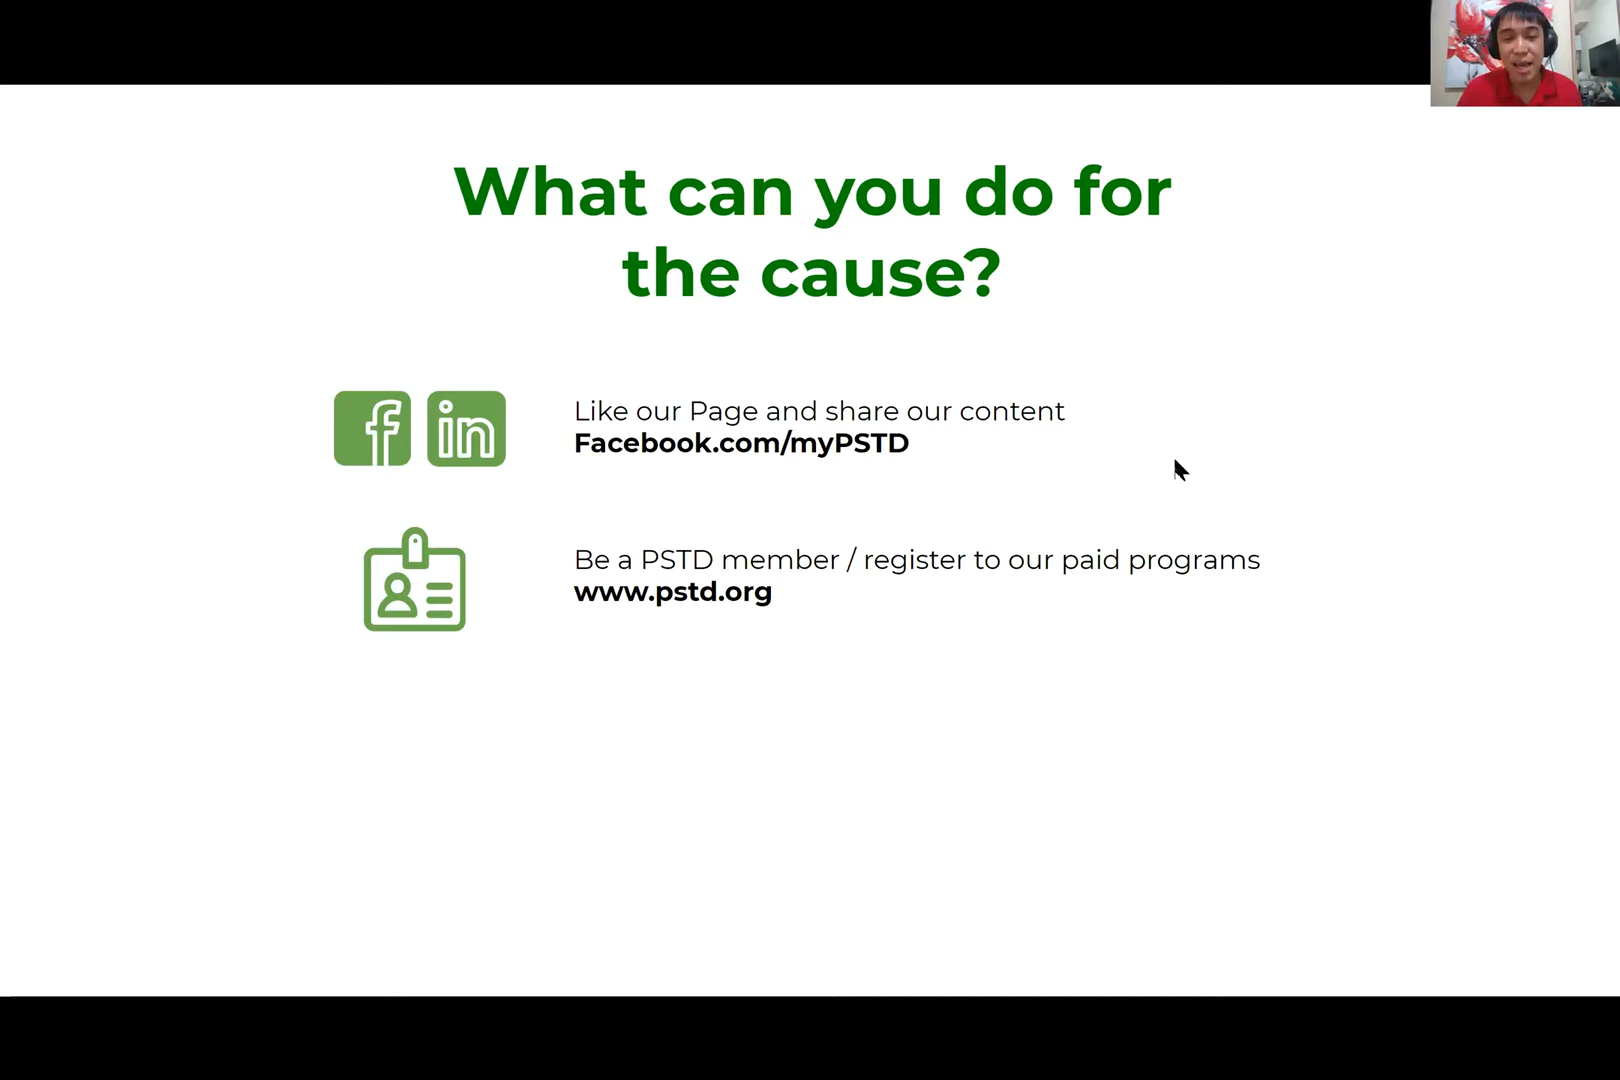 What can you do for
the cause?
f in
Like our Page and share our content
Facebook.com/myPSTD
Be a PSTD member / register to our paid programs
www.pstd.org